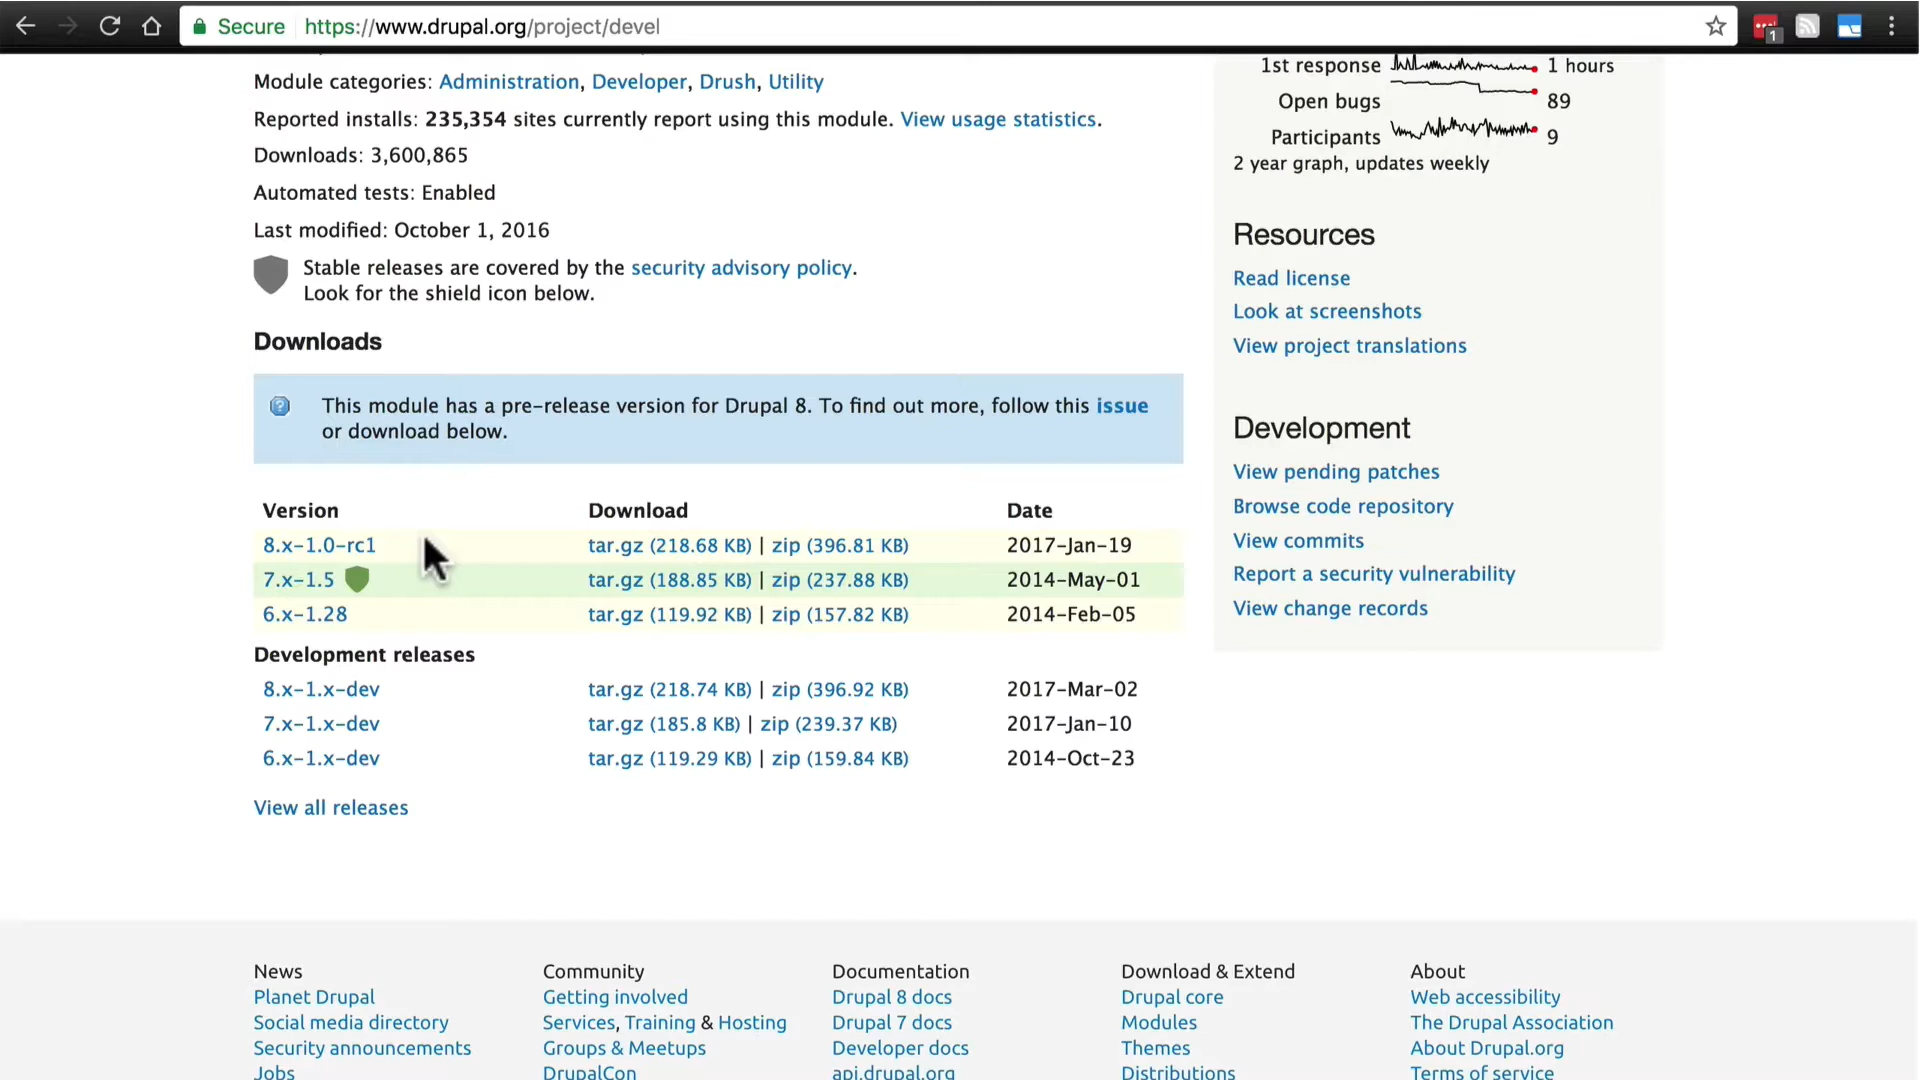 Secure https://www.drupal.org/project/devel
1
Module categories: Administration, Developer, Drush, Utility
Reported installs: 235,354 sites currently report using this module. View usage statistics.
Downloads: 3,600,865
Automated tests: Enabled
Last modified: October 1, 2016
Stable releases are covered by the security advisory policy.
Look for the shield icon below.
Downloads
This module has a pre-release version for Drupal 8. To find out more, follow this issue
or download below.
Version Download Date
8.x-1.0-rc1 tar.gz (218.68 KB) | zip (396.81 KB) 2017-Jan-19
7.x-1.5 tar.gz (188.85 KB) | zip (237.88 KB) 2014-May-01
6.x-1.28 tar.gz (119.92 KB) | zip (157.82 KB) 2014-Feb-05
Development releases
8.x-1.x-dev tar.gz (218.74 KB) | zip (396.92 KB) 2017-Mar-02
7.x-1.x-dev tar.gz (185.8 KB) | zip (239.37 KB) 2017-Jan-10
6.x-1.x-dev tar.gz (119.29 KB) | zip (159.84 KB) 2014-Oct-23
View all releases
1st response 1 hours
Open bugs 89
Participants 9
2 year graph, updates weekly
Resources
Read license
Look at screenshots
View project translations
Development
View pending patches
Browse code repository
View commits
Report a security vulnerability
View change records
News
Planet Drupal
Social media directory
Security announcements
Jobs
Community
Getting involved
Services, Training & Hosting
Groups & Meetups
DrupalCon
Documentation
Drupal 8 docs
Drupal 7 docs
Developer docs
api.drupal.org
Download & Extend
Drupal core
Modules
Themes
Distributions
About
Web accessibility
The Drupal Association
About Drupal.org
Terms of service